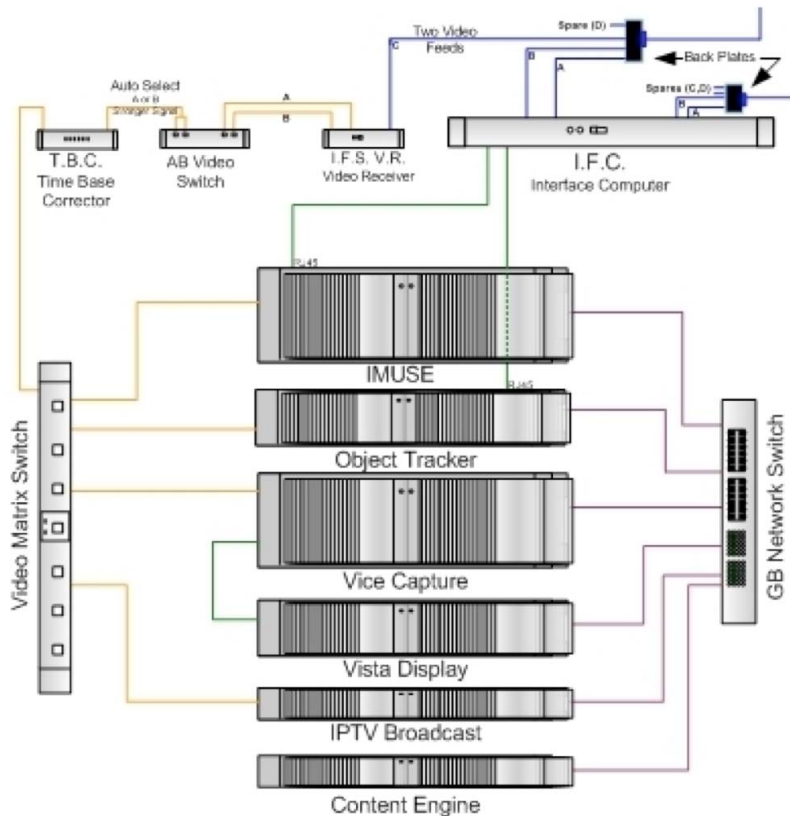 Spare (D)
Two Video
Feeds
C
B
A
Back Plates
Auto Select
A or B
Stronger Signal
A
B
Spares (C,D)
B
A
T.B.C.
Time Base
Corrector
AB Video
Switch
I.F.S. V.R.
Video Receiver
I.F.C.
Interface Computer
RJ45
IMUSE
RJ45
Object Tracker
Vice Capture
Vista Display
IPTV Broadcast
Content Engine
Video Matrix Switch
GB Network Switch